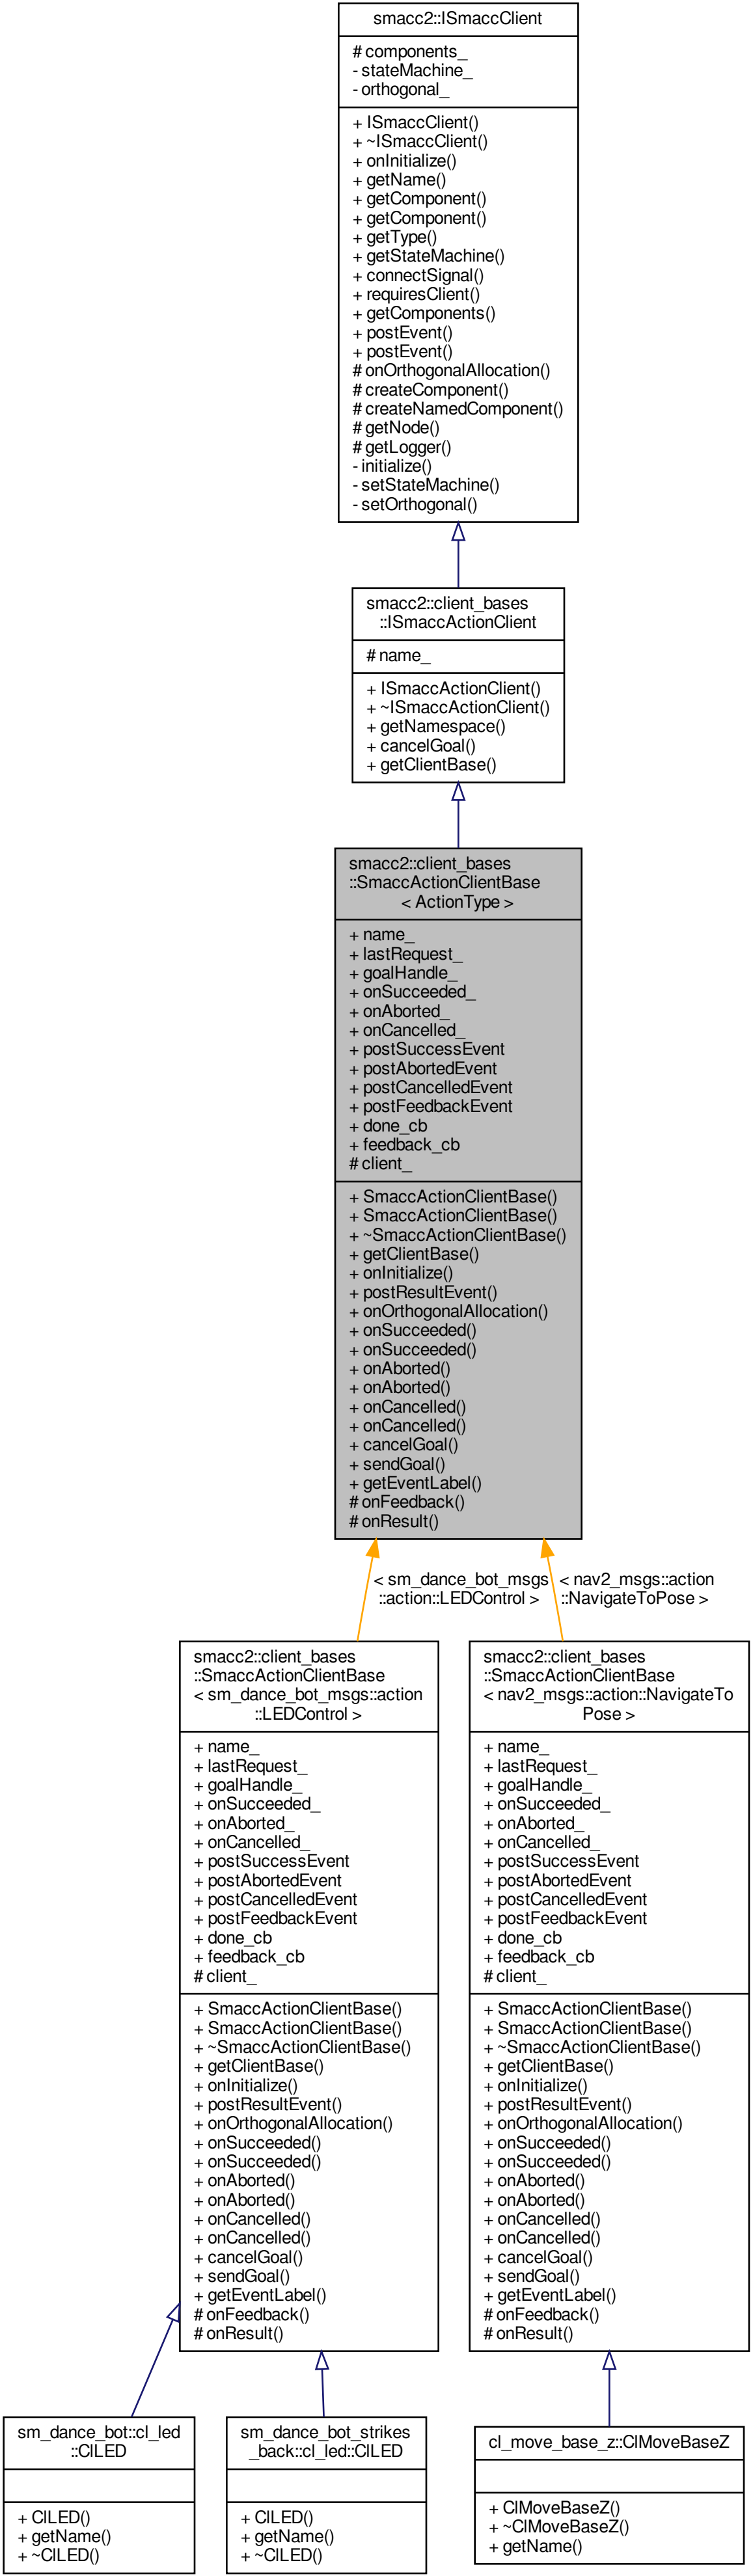 smacc2::ISmaccClient
# components_
- stateMachine_
- orthogonal_
+ ISmaccClient()
+ ~ISmaccClient()
+ onInitialize()
+ getName()
+ getComponent()
+ getComponent()
+ getType()
+ getStateMachine()
+ connectSignal()
+ requiresClient()
+ getComponents()
+ postEvent()
+ postEvent()
# onOrthogonalAllocation()
# createComponent()
# createNamedComponent()
# getNode()
# getLogger()
- initialize()
- setStateMachine()
- setOrthogonal()
smacc2::client_bases
::ISmaccActionClient
# name_
+ ISmaccActionClient()
+ ~ISmaccActionClient()
+ getNamespace()
+ cancelGoal()
+ getClientBase()
smacc2::client_bases
::SmaccActionClientBase
< ActionType >
+ name_
+ lastRequest_
+ goalHandle_
+ onSucceeded_
+ onAborted_
+ onCancelled_
+ postSuccessEvent
+ postAbortedEvent
+ postCancelledEvent
+ postFeedbackEvent
+ done_cb
+ feedback_cb
# client_
+ SmaccActionClientBase()
+ SmaccActionClientBase()
+ ~SmaccActionClientBase()
+ getClientBase()
+ onInitialize()
+ postResultEvent()
+ onOrthogonalAllocation()
+ onSucceeded()
+ onSucceeded()
+ onAborted()
+ onAborted()
+ onCancelled()
+ onCancelled()
+ cancelGoal()
+ sendGoal()
+ getEventLabel()
# onFeedback()
# onResult()
< sm_dance_bot_msgs
::action::LEDControl >
< nav2_msgs::action
::NavigateToPose >
smacc2::client_bases
::SmaccActionClientBase
< sm_dance_bot_msgs::action
::LEDControl >
+ name_
+ lastRequest_
+ goalHandle_
+ onSucceeded_
+ onAborted_
+ onCancelled_
+ postSuccessEvent
+ postAbortedEvent
+ postCancelledEvent
+ postFeedbackEvent
+ done_cb
+ feedback_cb
# client_
+ SmaccActionClientBase()
+ SmaccActionClientBase()
+ ~SmaccActionClientBase()
+ getClientBase()
+ onInitialize()
+ postResultEvent()
+ onOrthogonalAllocation()
+ onSucceeded()
+ onSucceeded()
+ onAborted()
+ onAborted()
+ onCancelled()
+ onCancelled()
+ cancelGoal()
+ sendGoal()
+ getEventLabel()
# onFeedback()
# onResult()
smacc2::client_bases
::SmaccActionClientBase
< nav2_msgs::action::NavigateTo
Pose >
+ name_
+ lastRequest_
+ goalHandle_
+ onSucceeded_
+ onAborted_
+ onCancelled_
+ postSuccessEvent
+ postAbortedEvent
+ postCancelledEvent
+ postFeedbackEvent
+ done_cb
+ feedback_cb
# client_
+ SmaccActionClientBase()
+ SmaccActionClientBase()
+ ~SmaccActionClientBase()
+ getClientBase()
+ onInitialize()
+ postResultEvent()
+ onOrthogonalAllocation()
+ onSucceeded()
+ onSucceeded()
+ onAborted()
+ onAborted()
+ onCancelled()
+ onCancelled()
+ cancelGoal()
+ sendGoal()
+ getEventLabel()
# onFeedback()
# onResult()
sm_dance_bot::cl_led
::ClLED
+ ClLED()
+ getName()
+ ~ClLED()
sm_dance_bot_strikes
_back::cl_led::ClLED
+ ClLED()
+ getName()
+ ~ClLED()
cl_move_base_z::ClMoveBaseZ
+ ClMoveBaseZ()
+ ~ClMoveBaseZ()
+ getName()